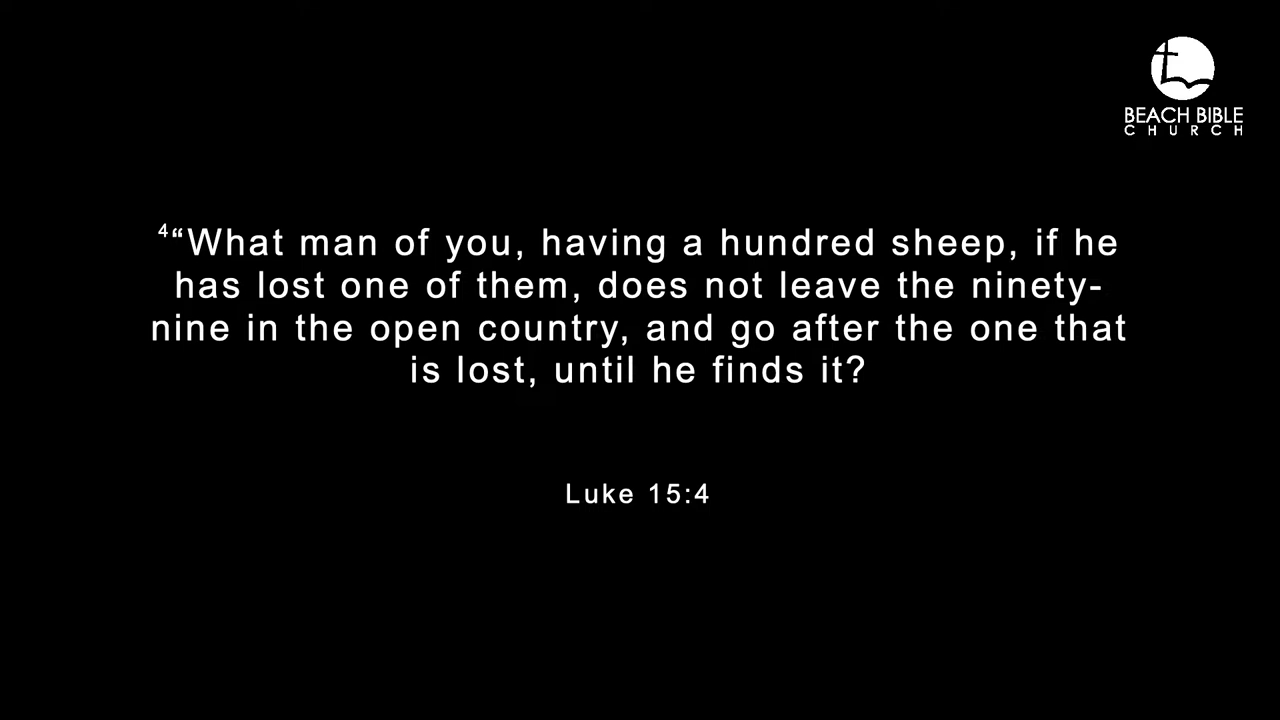 BEACH BIBLE
CHURCH
4“What man of you, having a hundred sheep, if he
has lost one of them, does not leave the ninety-
nine in the open country, and go after the one that
is lost, until he finds it?
Luke 15:4